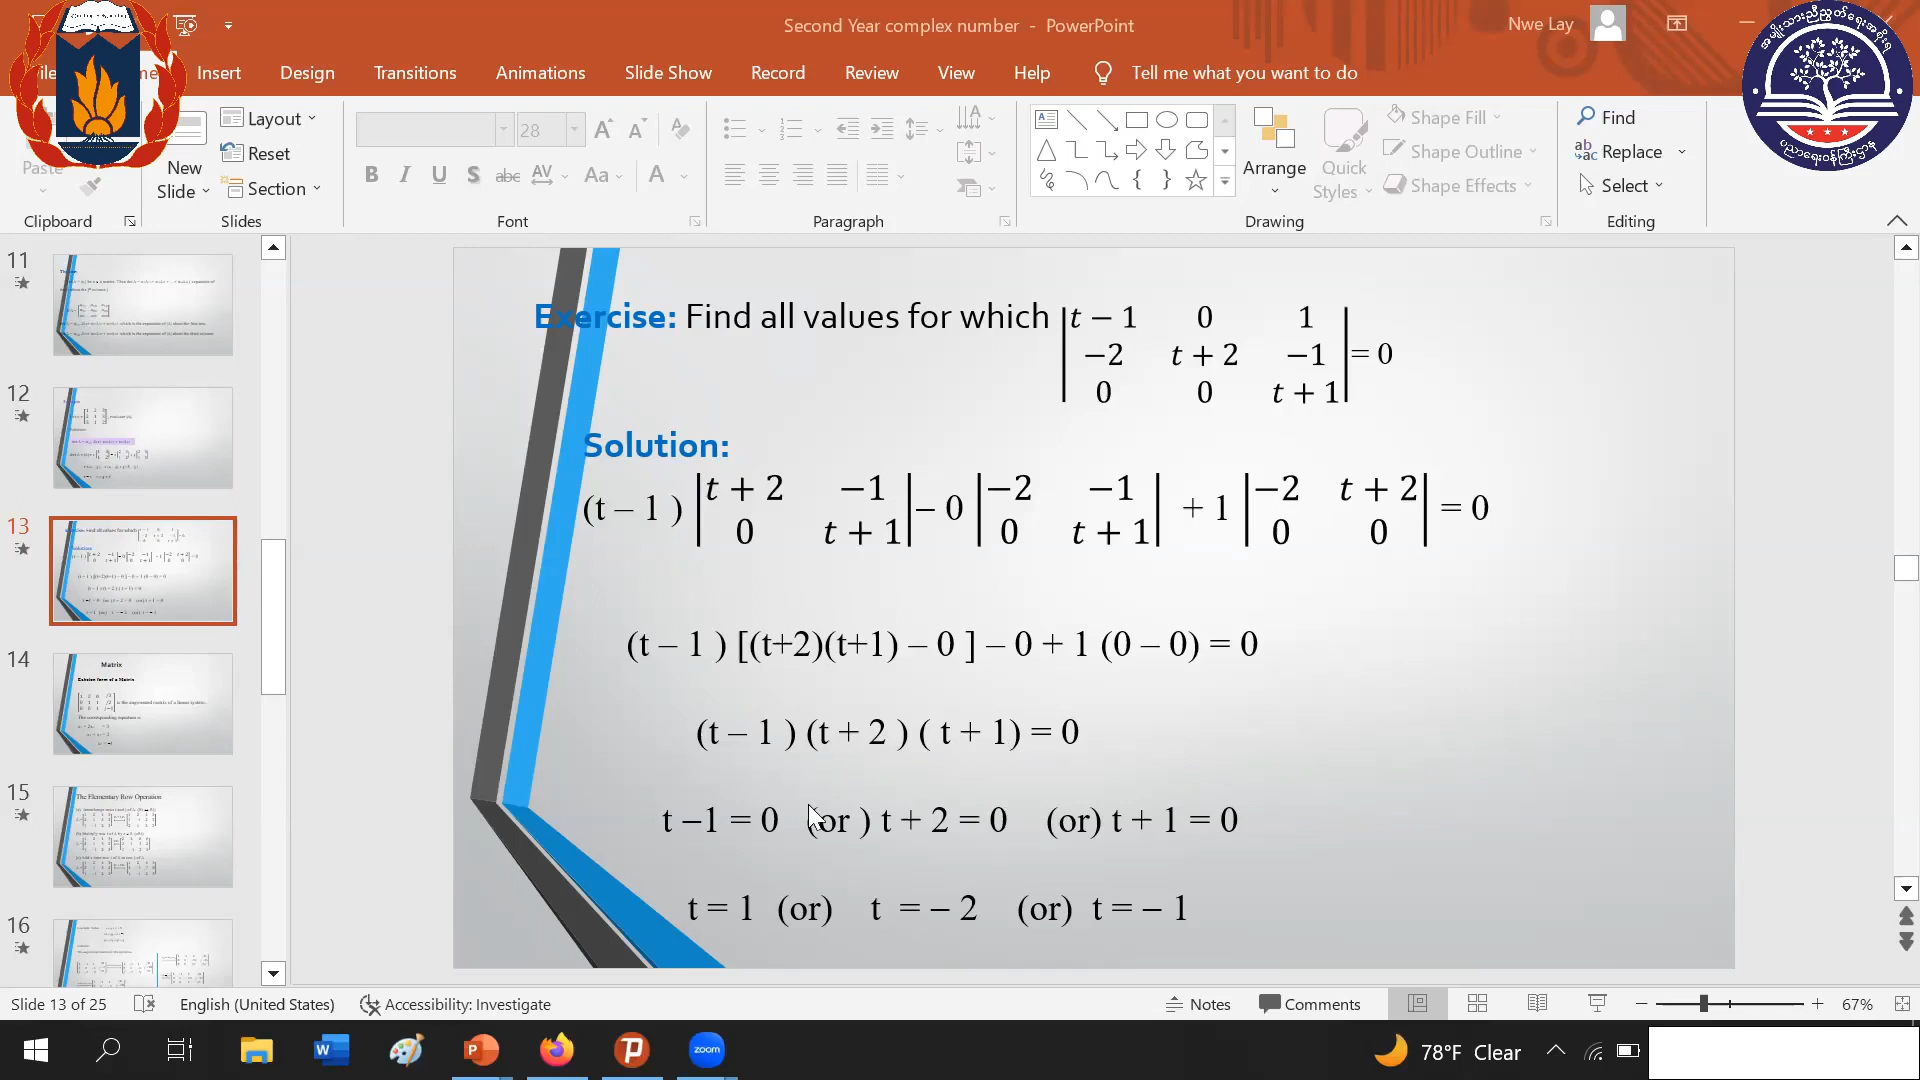 Second Year complex number - PowerPoint
Nwe Lay
Insert Design Transitions Animations Slide Show Record Review View Help Tell me what you want to do
Paste
New Slide
Layout
Reset
Section
28
Arrange
Quick Styles
Shape Fill
Shape Outline
Shape Effects
Find
Replace
Select
Clipboard Slides Font Paragraph Drawing Editing
11
12
13
14
Matrix
Echelon form of a Matrix
15
The Elementary Row Operation
16
Exercise: Find all values for which |t − 1 0 1|
|−2 t + 2 −1| = 0
|0 0 t + 1|
Solution:
(t – 1 ) |t + 2 −1| – 0 |−2 −1| + 1 |−2 t + 2| = 0
|0 t + 1| |0 t + 1| |0 0|
(t – 1 ) [(t+2)(t+1) – 0 ] – 0 + 1 (0 – 0) = 0
(t – 1 ) (t + 2 ) ( t + 1) = 0
t –1 = 0 (or ) t + 2 = 0 (or) t + 1 = 0
t = 1 (or) t = – 2 (or) t = – 1
Slide 13 of 25 English (United States) Accessibility: Investigate Notes Comments 67%
zoom
78°F Clear